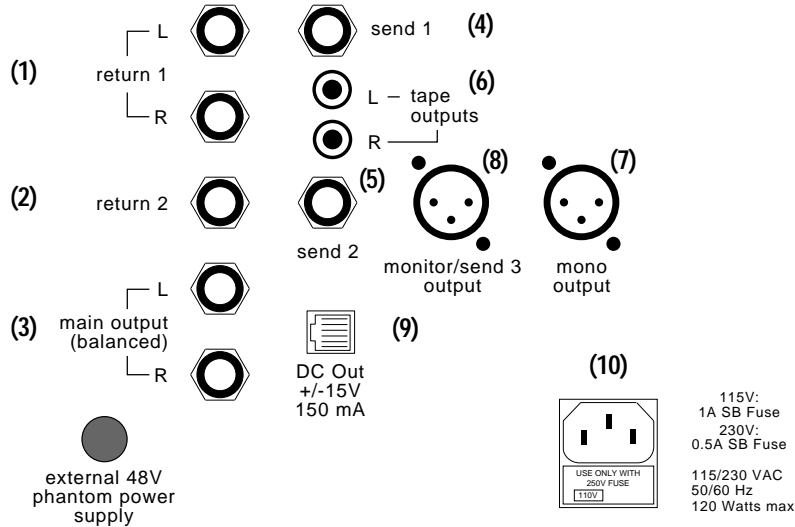 L
send 1
(4)
(1)
return 1
R
L – tape
(6)
outputs
R
(2)
return 2
(5)
(8)
(7)
send 2
monitor/send 3
output
mono
output
L
(3)
main output
(balanced)
R
(9)
DC Out
+/-15V
150 mA
(10)
115V:
1A SB Fuse
230V:
0.5A SB Fuse
USE ONLY WITH
250V FUSE
110V
115/230 VAC
50/60 Hz
120 Watts max
external 48V
phantom power
supply